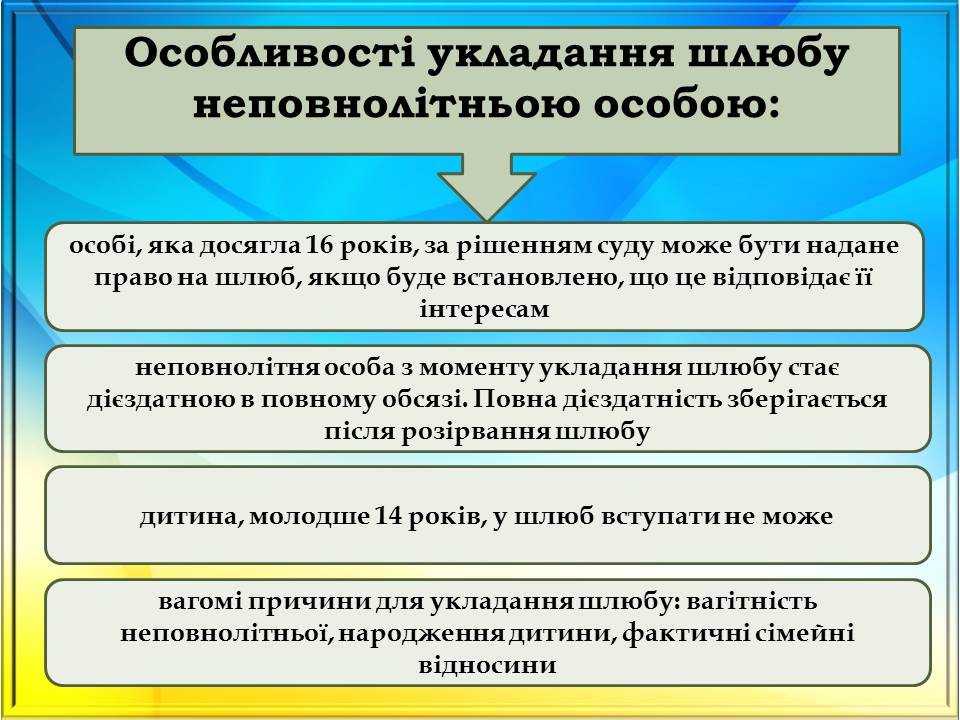 Особливості укладання шлюбу
неповнолітньою особою:
особі, яка досягла 16 років, за рішенням суду може бути надане
право на шлюб, якщо буде встановлено, що це відповідає її
інтересам
неповнолітня особа з моменту укладання шлюбу стає
дієздатною в повному обсязі. Повна дієздатність зберігається
після розірвання шлюбу
дитина, молодше 14 років, у шлюб вступати не може
вагомі причини для укладання шлюбу: вагітність
неповнолітньої, народження дитини, фактичні сімейні
відносини